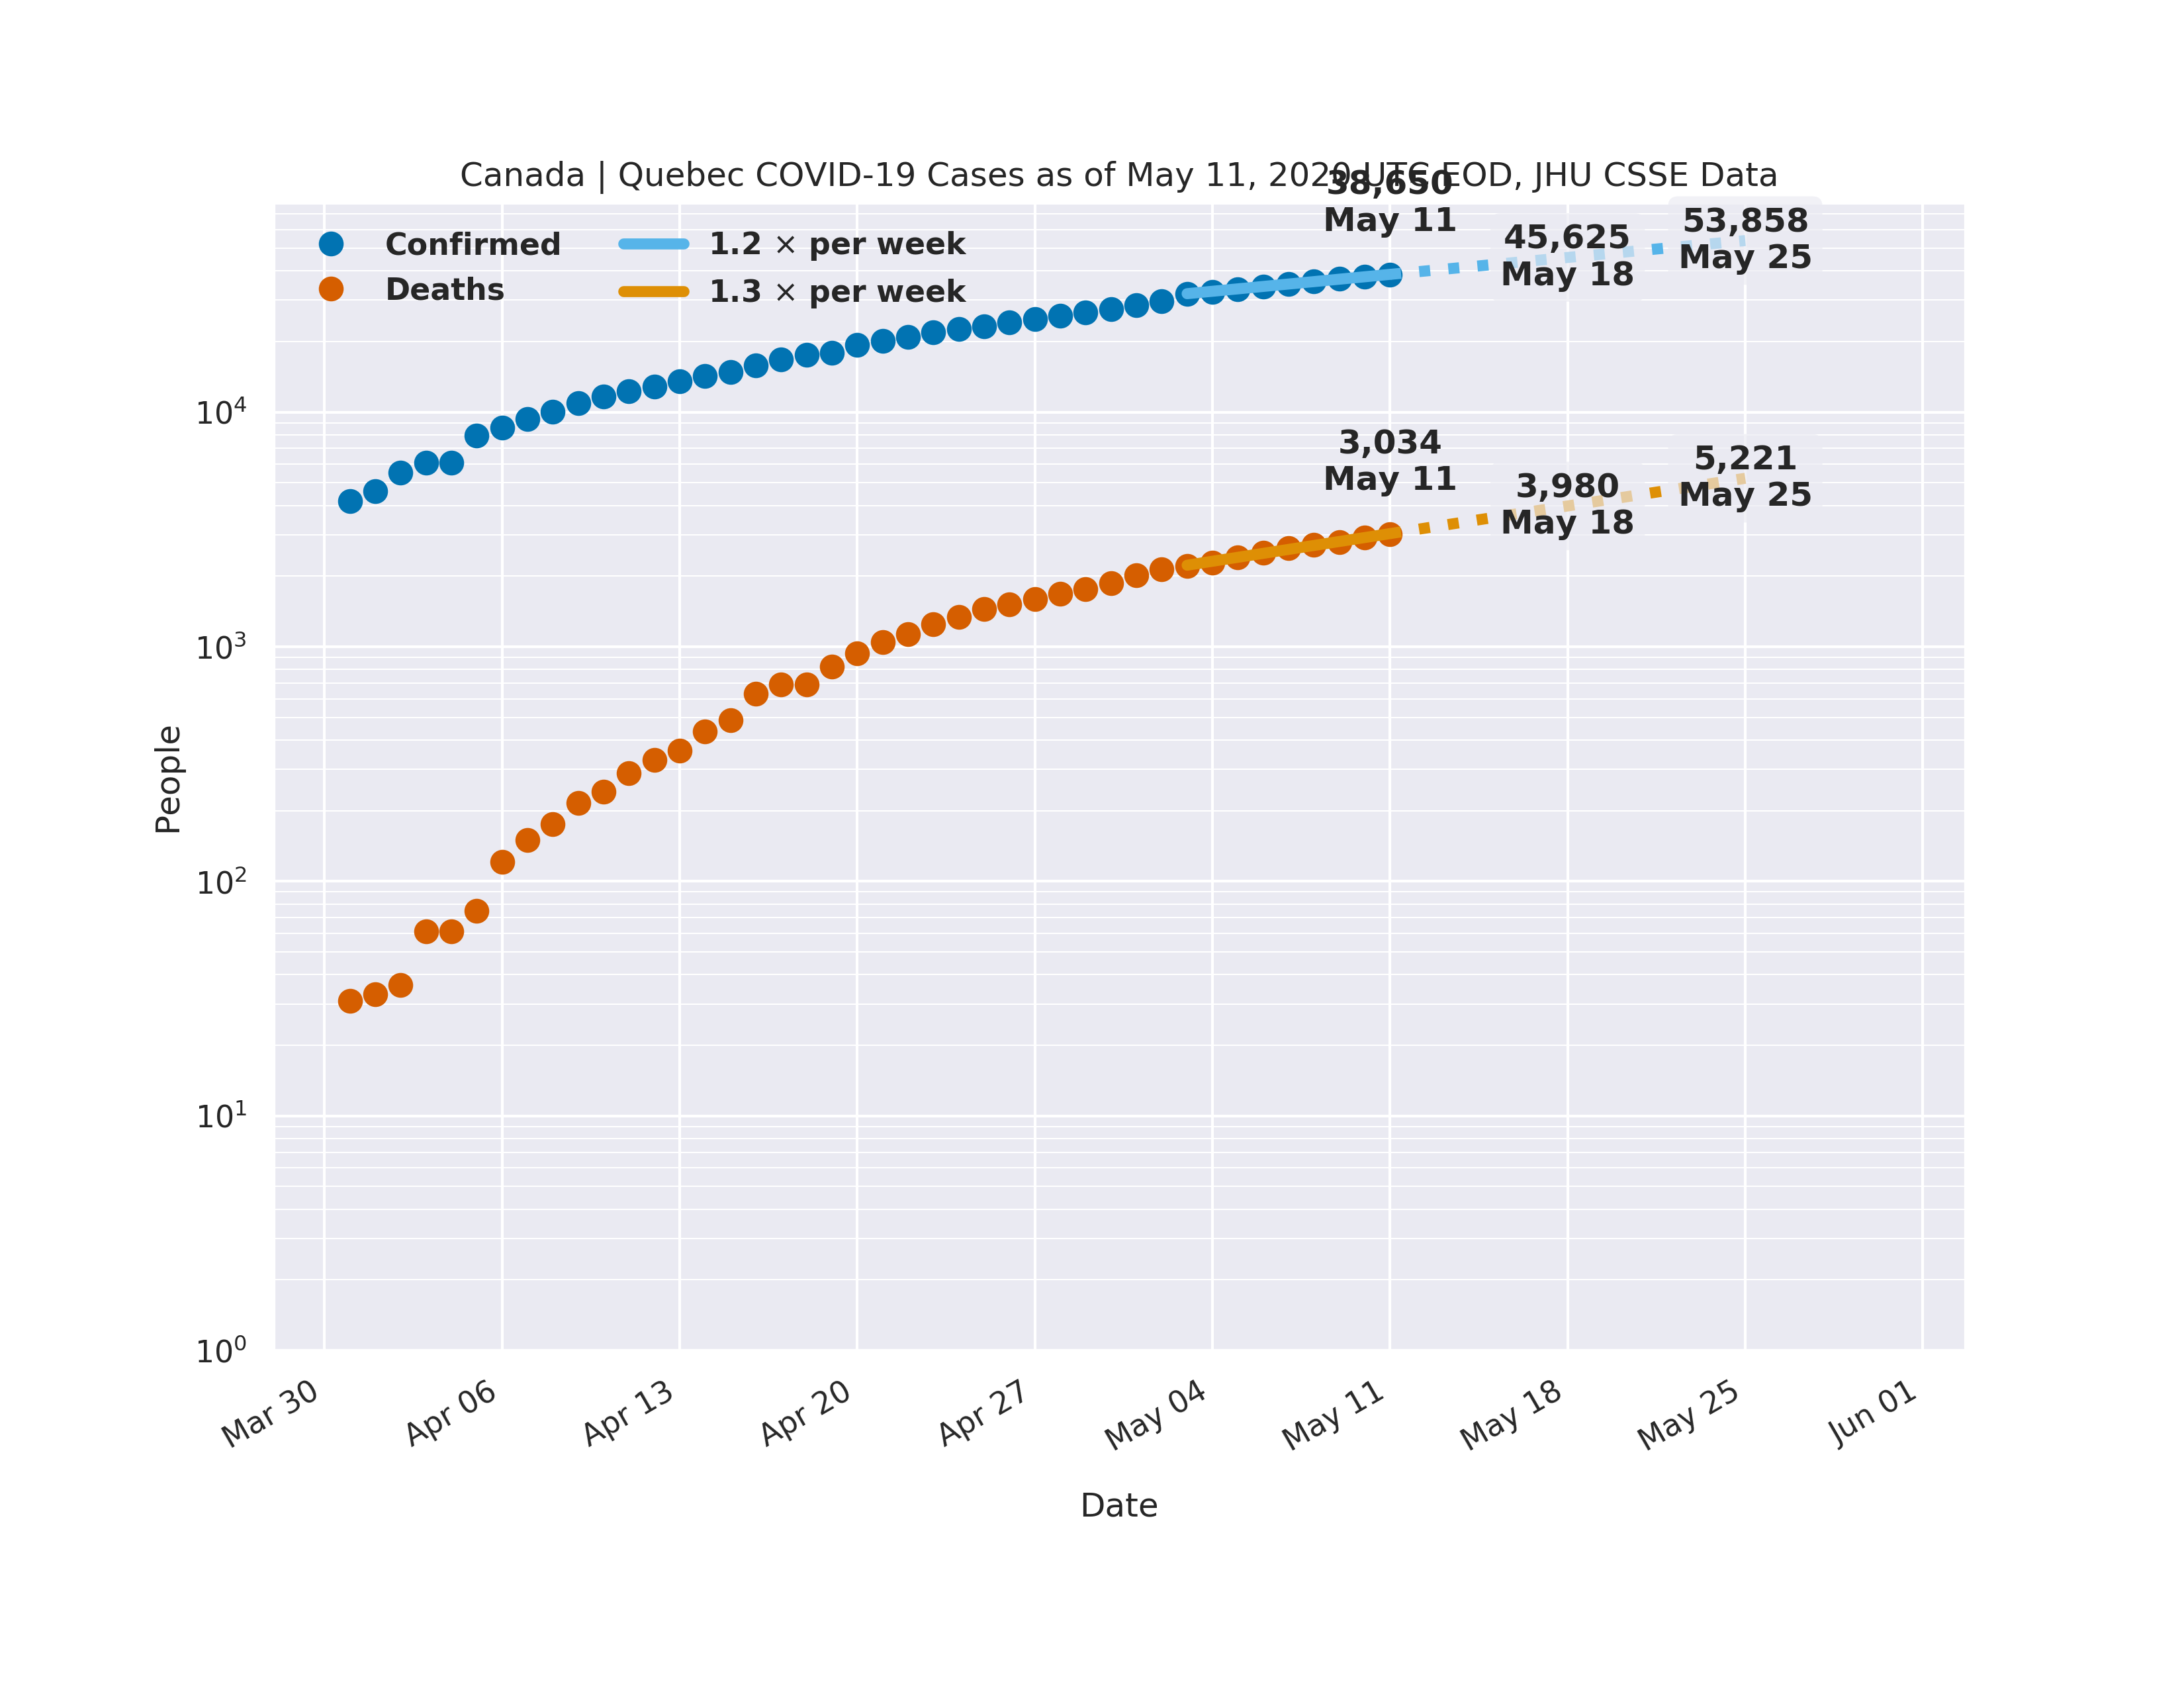 Canada | Quebec COVID-19 Cases as of May 11, 2020 UTC EOD, JHU CSSE Data
38,650
May 11
45,625
May 18
53,858
May 25
Confirmed
Deaths
1.2 × per week
1.3 × per week
3,034
May 11
3,980
May 18
5,221
May 25
People
10⁴
10³
10²
10¹
10⁰
Mar 30
Apr 06
Apr 13
Apr 20
Apr 27
May 04
May 11
May 18
May 25
Jun 01
Date